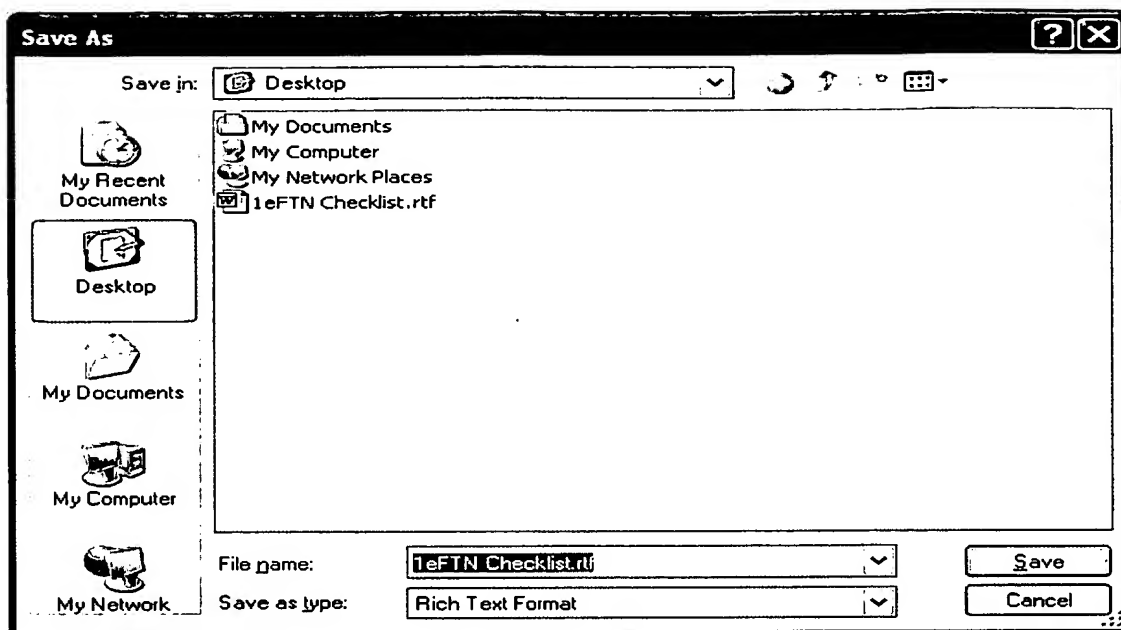 Save As
Save in: Desktop
My Documents
My Computer
My Network Places
1eFTN Checklist.rtf
My Recent
Documents
Desktop
My Documents
My Computer
My Network
File name: 1eFTN Checklist.rtf Save
Save as type: Rich Text Format Cancel